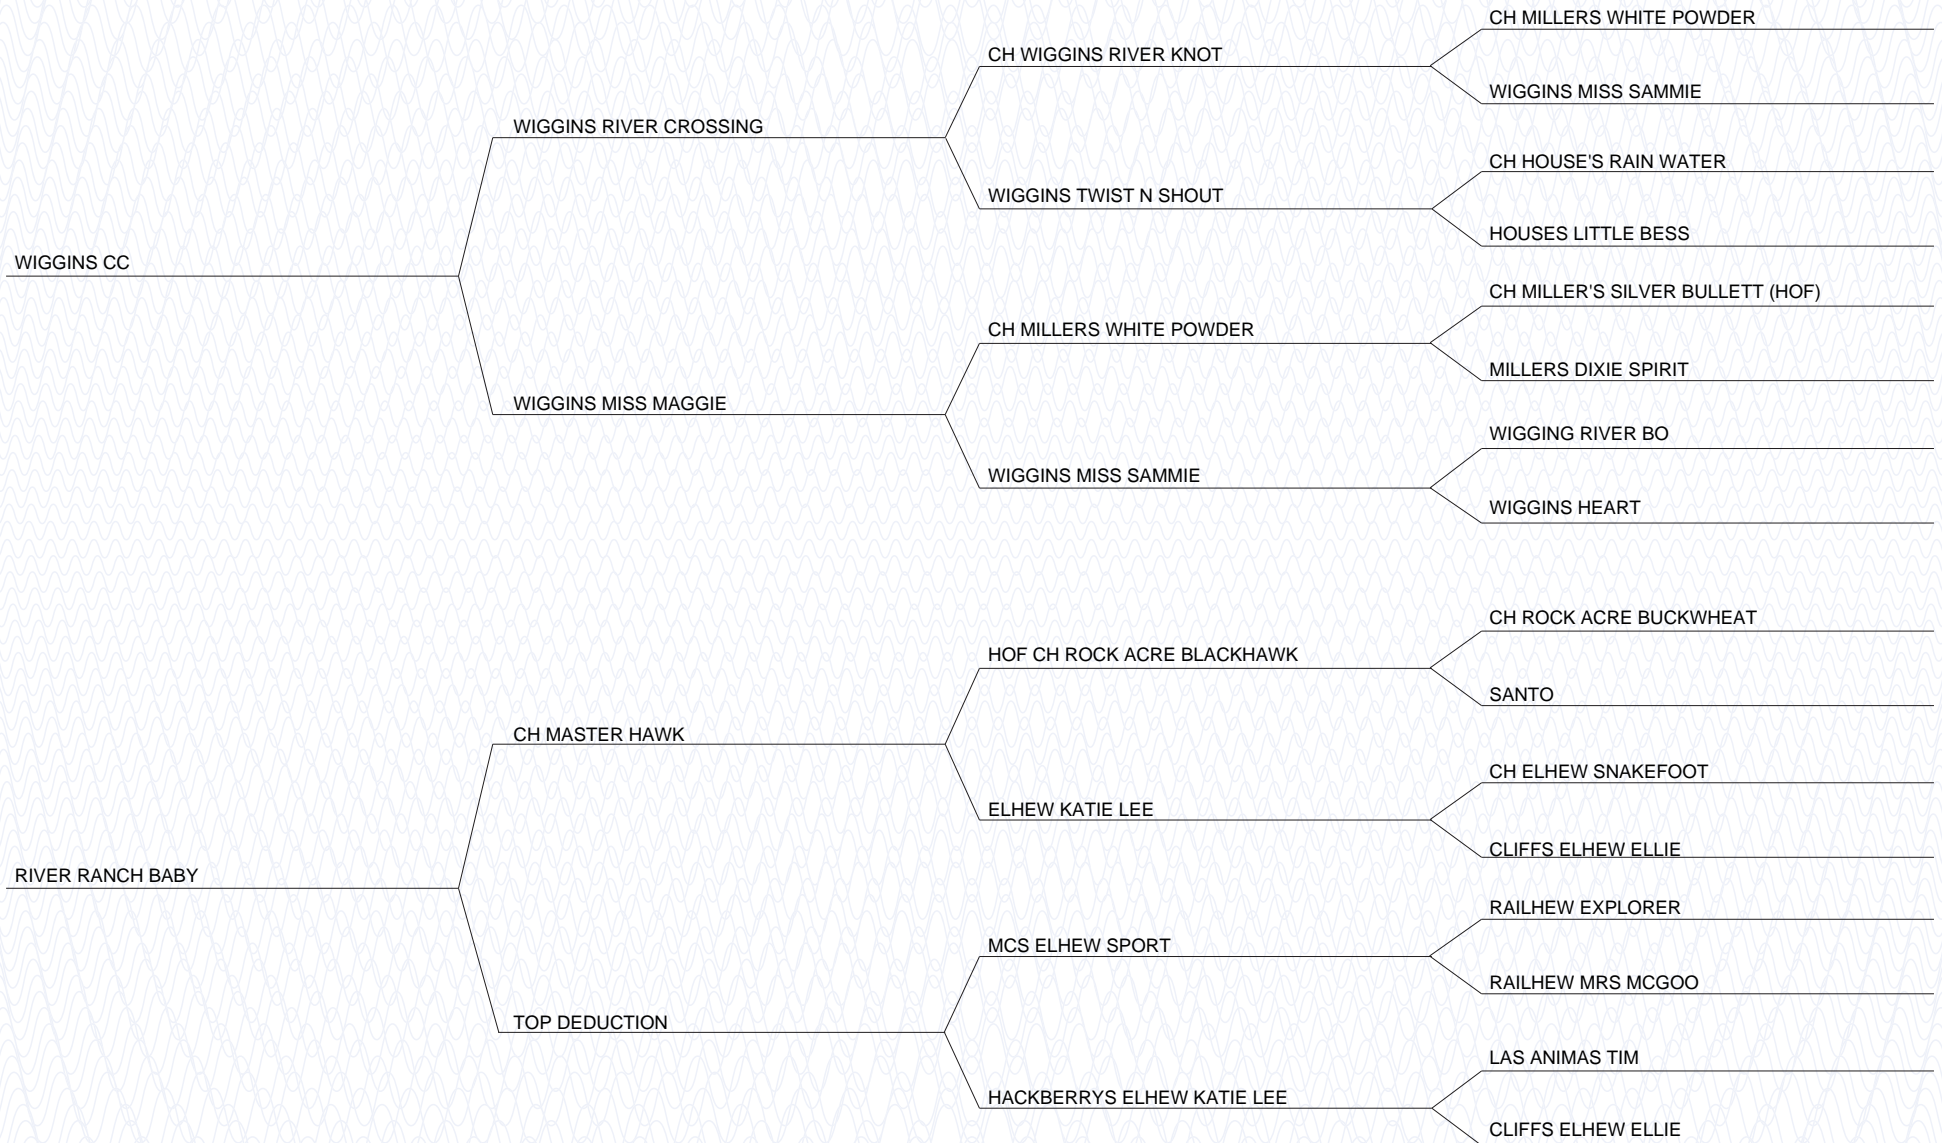 CH MILLERS WHITE POWDER
CH WIGGINS RIVER KNOT
WIGGINS MISS SAMMIE
WIGGINS RIVER CROSSING
CH HOUSE'S RAIN WATER
WIGGINS TWIST N SHOUT
HOUSES LITTLE BESS
WIGGINS CC
CH MILLER'S SILVER BULLETT (HOF)
CH MILLERS WHITE POWDER
MILLERS DIXIE SPIRIT
WIGGINS MISS MAGGIE
WIGGING RIVER BO
WIGGINS MISS SAMMIE
WIGGINS HEART
CH ROCK ACRE BUCKWHEAT
HOF CH ROCK ACRE BLACKHAWK
SANTO
CH MASTER HAWK
CH ELHEW SNAKEFOOT
ELHEW KATIE LEE
CLIFFS ELHEW ELLIE
RIVER RANCH BABY
RAILHEW EXPLORER
MCS ELHEW SPORT
RAILHEW MRS MCGOO
TOP DEDUCTION
LAS ANIMAS TIM
HACKBERRYS ELHEW KATIE LEE
CLIFFS ELHEW ELLIE